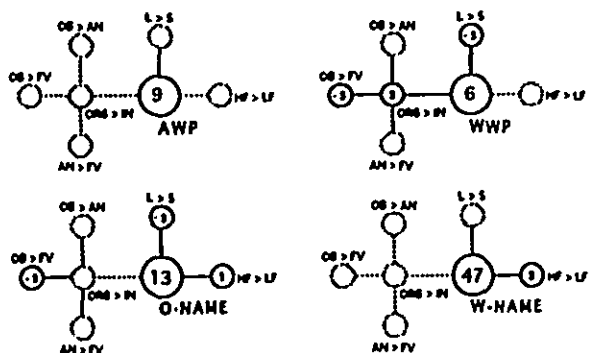 OB > AN
L > S
OB > FV
9
HF > LF
ORG > IN
AWP
AN > FV
OB > AN
L > S
OB > FV
6
HF > LF
ORG > IN
WWP
AN > FV
OB > AN
L > S
OB > FV
13
HF > LF
ORG > IN
O-NAME
AN > FV
OB > AN
L > S
OB > FV
47
HF > LF
ORG > IN
W-NAME
AN > FV